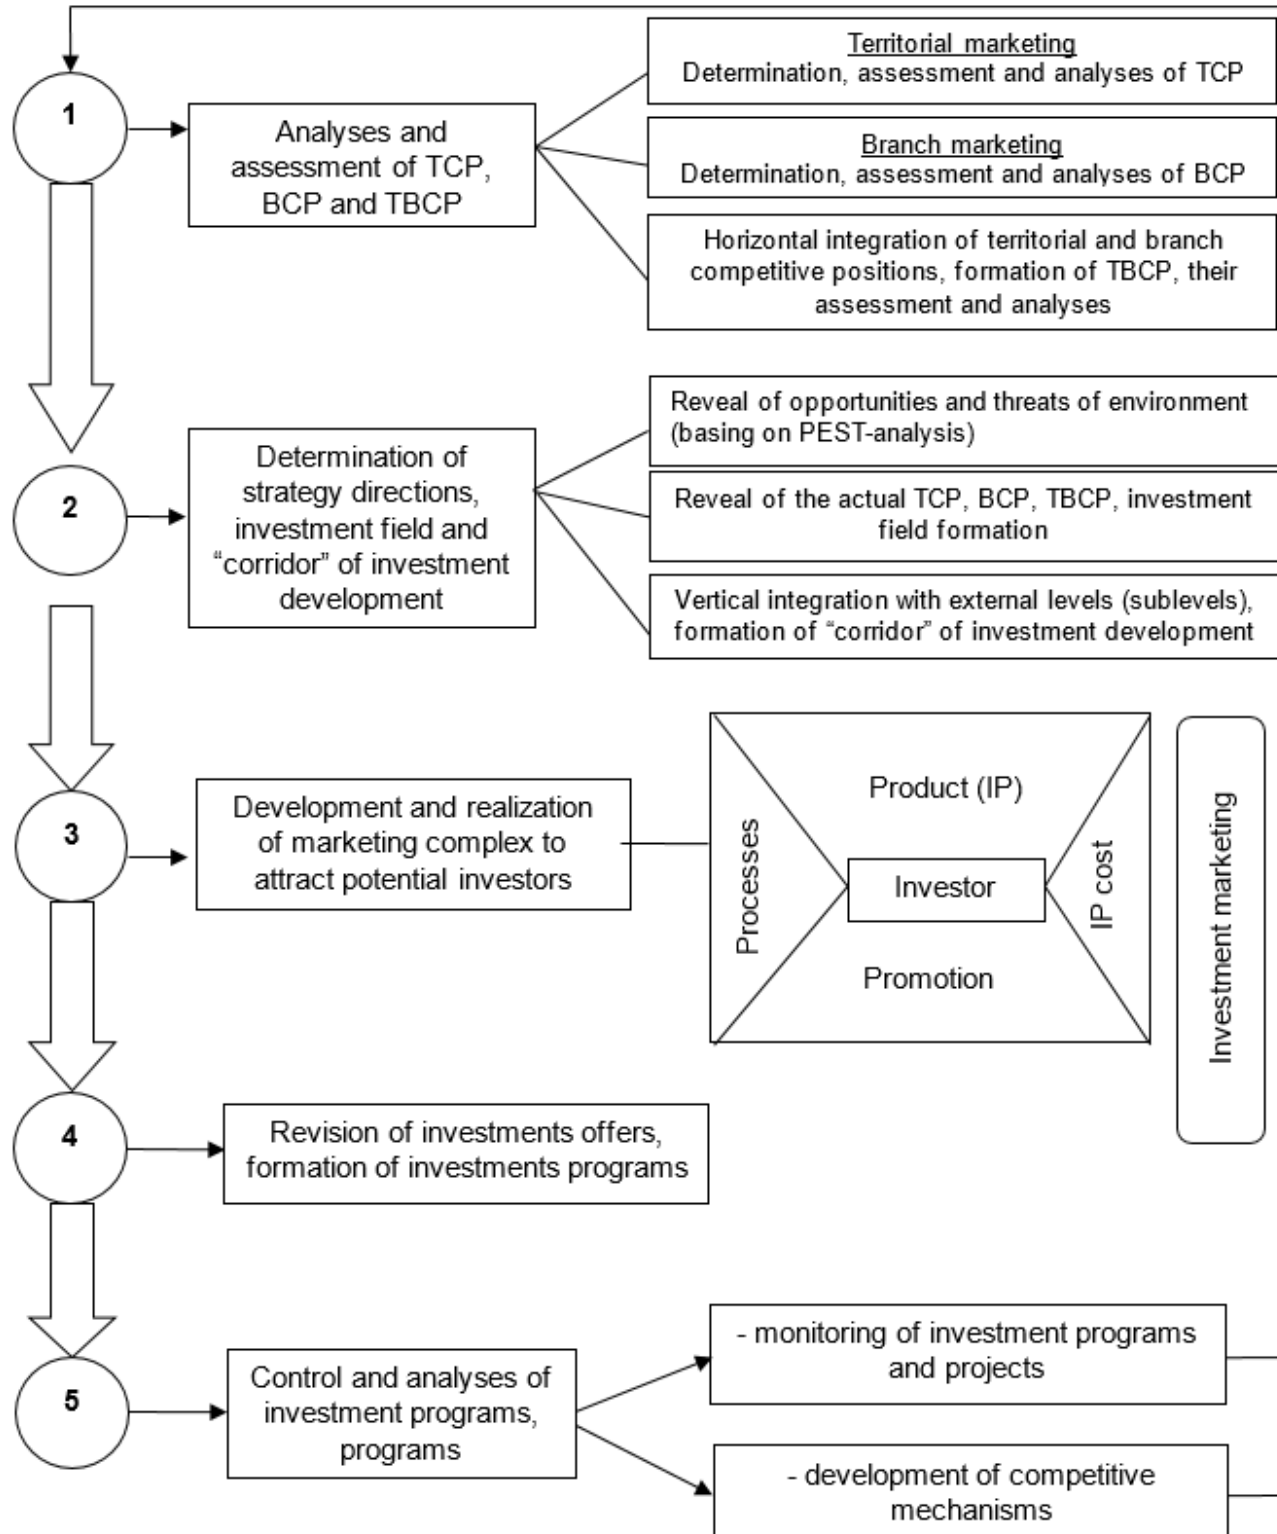 1
Analyses and
assessment of TCP,
BCP and TBCP
Territorial marketing
Determination, assessment and analyses of TCP
Branch marketing
Determination, assessment and analyses of BCP
Horizontal integration of territorial and branch
competitive positions, formation of TBCP, their
assessment and analyses
2
Determination of
strategy directions,
investment field and
“corridor” of investment
development
Reveal of opportunities and threats of environment
(basing on PEST-analysis)
Reveal of the actual TCP, BCP, TBCP, investment
field formation
Vertical integration with external levels (sublevels),
formation of “corridor” of investment development
3
Development and realization
of marketing complex to
attract potential investors
Processes
Product (IP)
Investor
Promotion
IP cost
Investment marketing
4
Revision of investments offers,
formation of investments programs
5
Control and analyses of
investment programs,
programs
- monitoring of investment programs
and projects
- development of competitive
mechanisms